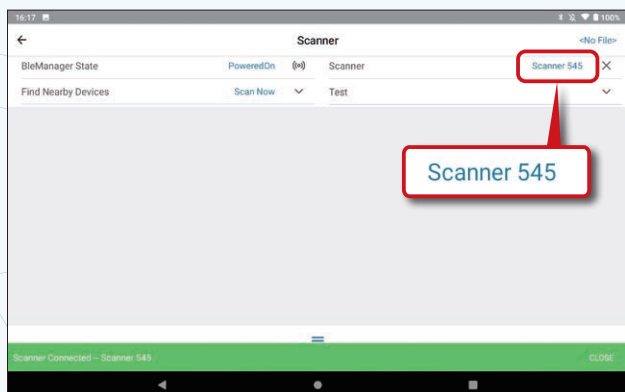 16:17 100%
Scanner <No File>
BleManager State PoweredOn Scanner Scanner 545
Find Nearby Devices Scan Now Test
Scanner 545
Scanner Connected – Scanner 545 CLOSE